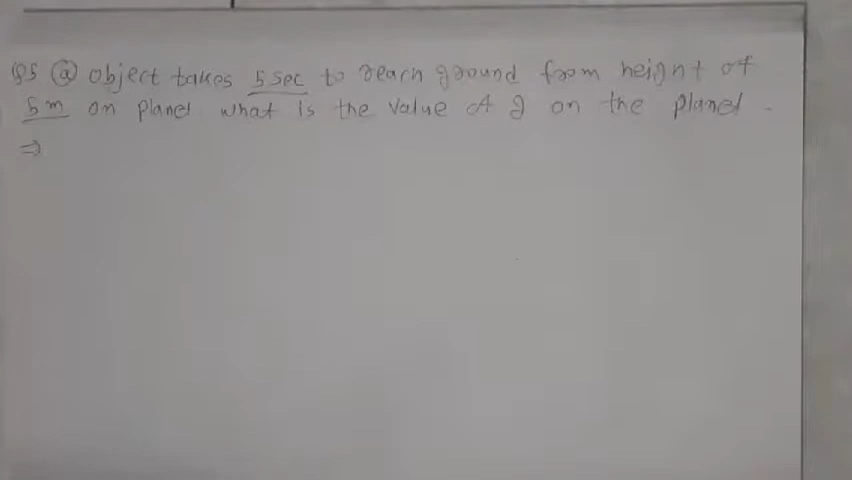 Q5 ⓐ object takes 5 sec to reach ground from height of
5m on planet what is the value of g on the planet.
⇒